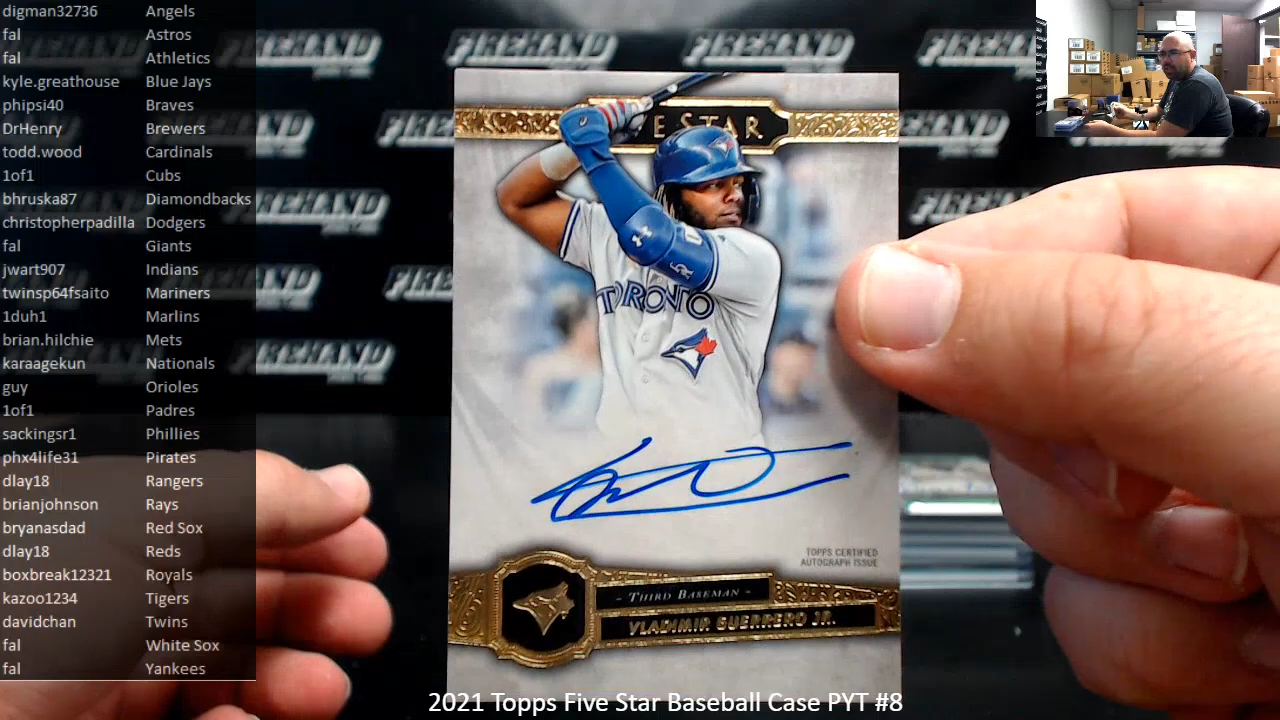 digman32736 Angels
fal Astros
fal Athletics
kyle.greathouse Blue Jays
phipsi40 Braves
DrHenry Brewers
todd.wood Cardinals
1of1 Cubs
bhruska87 Diamondbacks
christopherpadilla Dodgers
fal Giants
jwart907 Indians
twinsp64fsaito Mariners
1duh1 Marlins
brian.hilchie Mets
karaagekun Nationals
guy Orioles
1of1 Padres
sackingsr1 Phillies
phx4life31 Pirates
dlay18 Rangers
brianjohnson Rays
bryanasdad Red Sox
dlay18 Reds
boxbreak12321 Royals
kazoo1234 Tigers
davidchan Twins
fal White Sox
fal Yankees
FIREHAND FIREHAND FIREHAND
E STAR
TORONTO
TOPPS CERTIFIED
AUTOGRAPH ISSUE
- THIRD BASEMAN -
VLADIMIR GUERRERO JR.
2021 Topps Five Star Baseball Case PYT #8